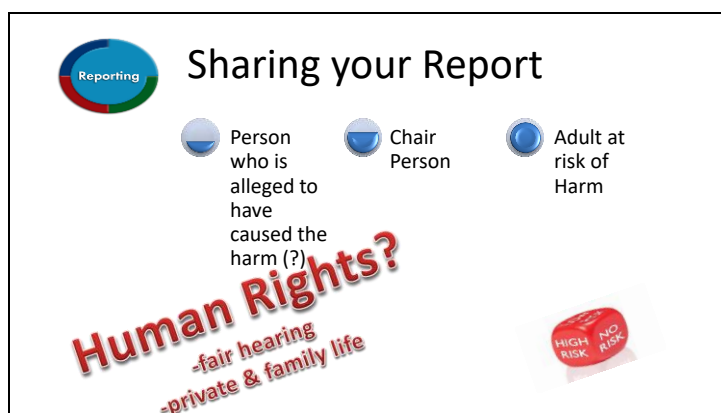 Reporting
Sharing your Report
Person
who is
alleged to
have
caused the
harm (?)
Chair
Person
Adult at
risk of
Harm
Human Rights?
-fair hearing
-private & family life
HIGH
RISK
NO
RISK